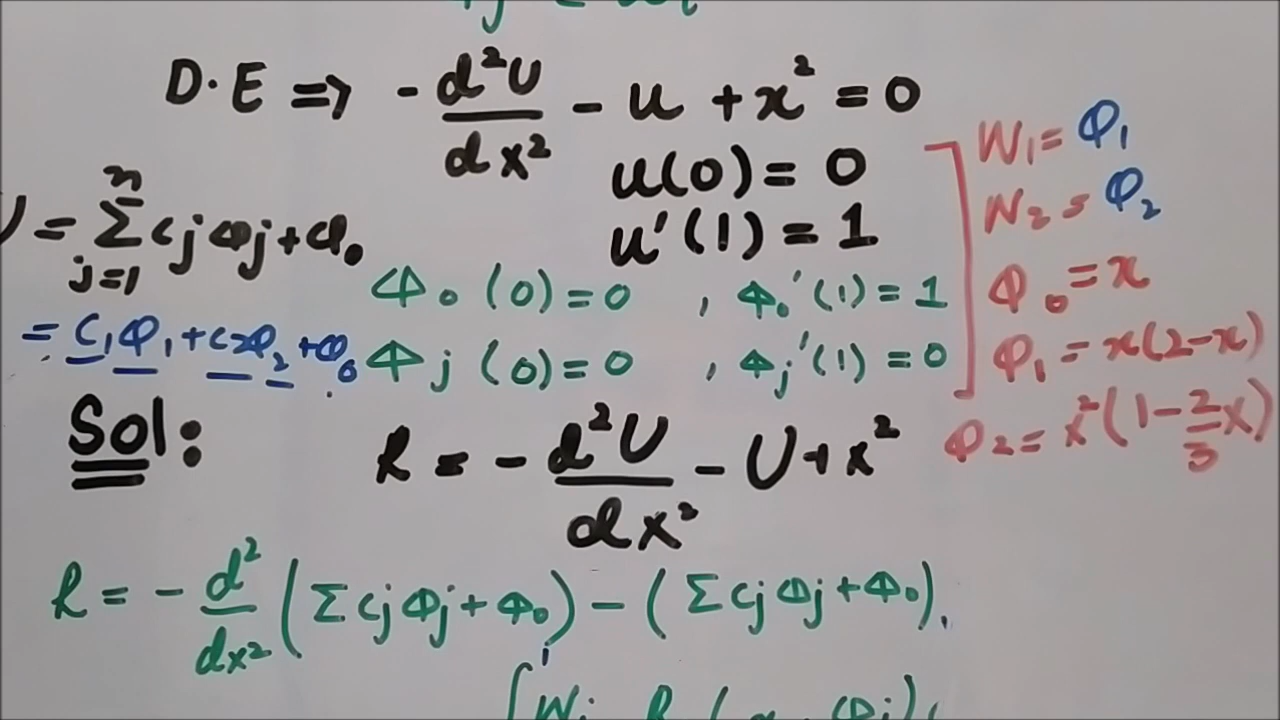 D.E ⇒ - d²U/dx² - u + x² = 0
u(0) = 0
u'(1) = 1
U = Σ_{j=1}^{n} Cj Φj + Φ₀
= C₁Φ₁ + C2Φ₂ + Φ₀
Φ₀(0) = 0 , Φ₀'(1) = 1
Φj(0) = 0 , Φj'(1) = 0
W₁ = Φ₁
W₂ = Φ₂
Φ₀ = x
Φ₁ = x(2-x)
Φ₂ = x²(1 - 2/3 x)
Sol:
R = - d²U/dx² - U + x²
R = - d²/dx² (Σ Cj Φj + Φ₀) - (Σ Cj Φj + Φ₀).